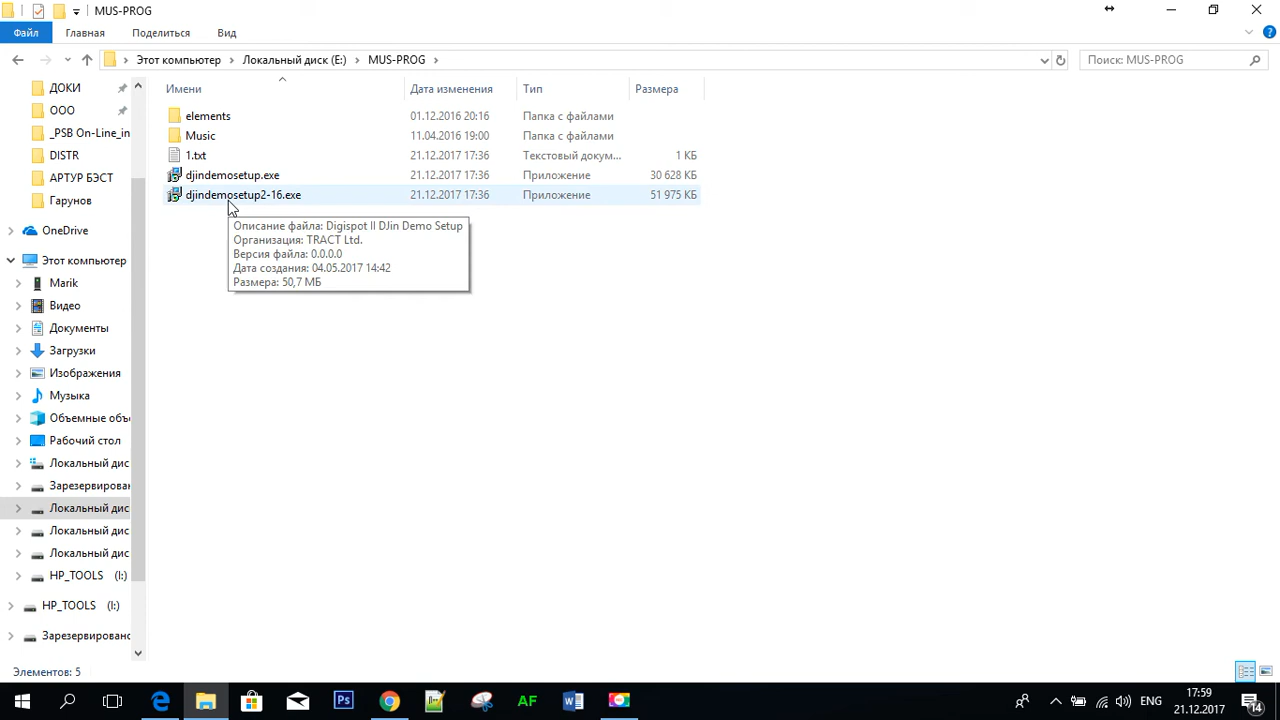 MUS-PROG
Файл Главная Поделиться Вид
Этот компьютер Локальный диск (E:) MUS-PROG
Поиск: MUS-PROG
Имени Дата изменения Тип Размера
ДОКИ
ООО
_PSB On-Line_in
DISTR
АРТУР БЭСТ
Гарунов
OneDrive
Этот компьютер
Marik
Видео
Документы
Загрузки
Изображения
Музыка
Объемные объ
Рабочий стол
Локальный дис
Зарезервирован
Локальный дис
Локальный дис
Локальный дис
HP_TOOLS (I:)
HP_TOOLS (I:)
Зарезервировано
elements 01.12.2016 20:16 Папка с файлами
Music 11.04.2016 19:00 Папка с файлами
1.txt 21.12.2017 17:36 Текстовый докум... 1 КБ
djindemosetup.exe 21.12.2017 17:36 Приложение 30 628 КБ
djindemosetup2-16.exe 21.12.2017 17:36 Приложение 51 975 КБ
Описание файла: Digispot II DJin Demo Setup
Организация: TRACT Ltd.
Версия файла: 0.0.0.0
Дата создания: 04.05.2017 14:42
Размера: 50,7 МБ
Элементов: 5
Ps
AF
ENG
17:59
21.12.2017
14